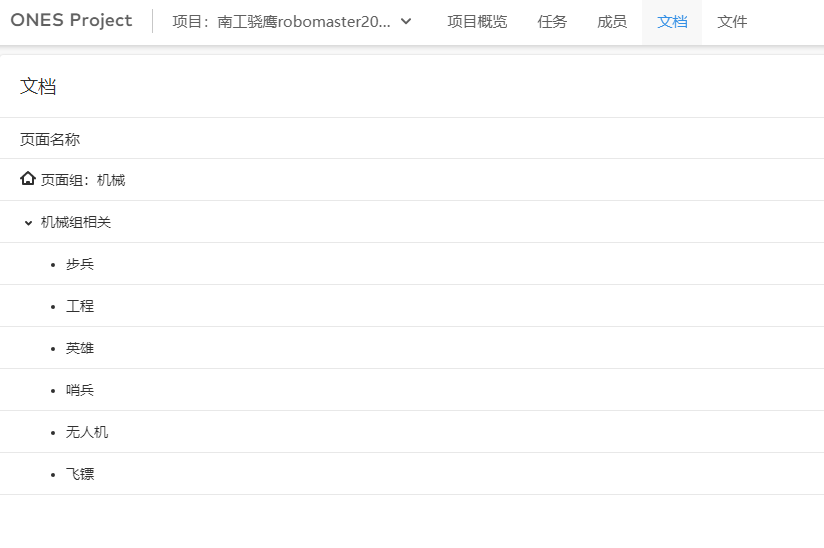 ONES Project 项目：南工骁鹰robomaster20... 项目概览 任务 成员 文档 文件
文档
页面名称
页面组：机械
机械组相关
步兵
工程
英雄
哨兵
无人机
飞镖